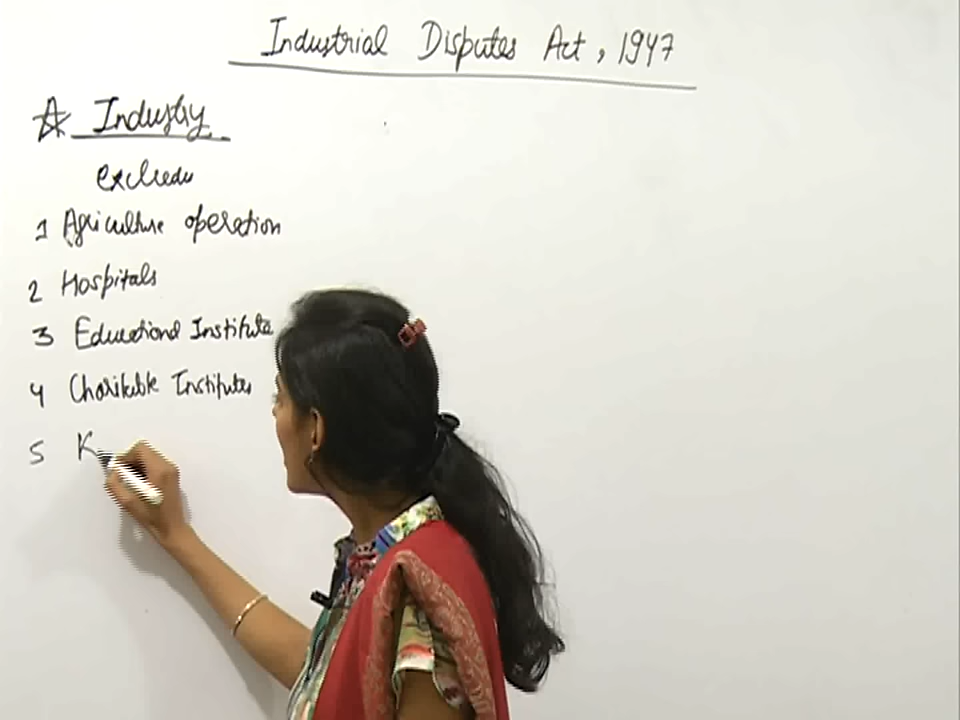 Industrial Disputes Act, 1947
Industry
exclude
1 Agriculture operation
2 Hospitals
3 Educational Institute
4 Charitable Institutes
5 K